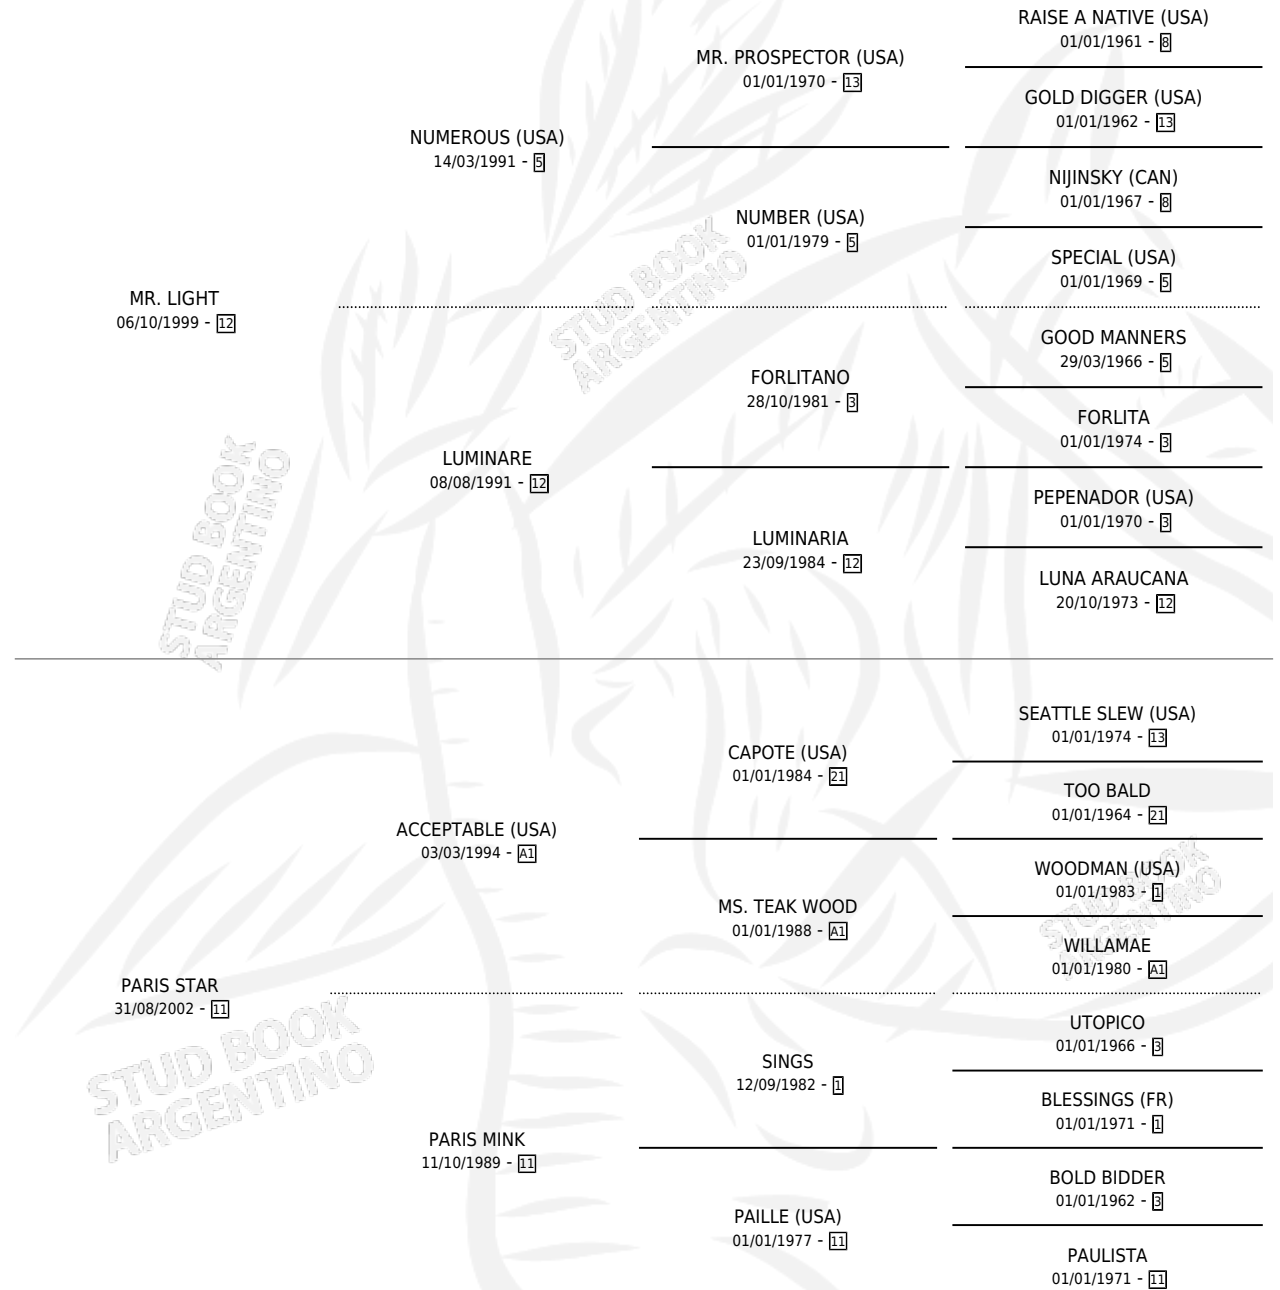 RAISE A NATIVE (USA)
01/01/1961 - 8
MR. PROSPECTOR (USA)
01/01/1970 - 13
GOLD DIGGER (USA)
01/01/1962 - 13
NUMEROUS (USA)
14/03/1991 - 5
NIJINSKY (CAN)
01/01/1967 - 8
NUMBER (USA)
01/01/1979 - 5
SPECIAL (USA)
01/01/1969 - 5
MR. LIGHT
06/10/1999 - 12
GOOD MANNERS
29/03/1966 - 5
FORLITANO
28/10/1981 - 3
FORLITA
01/01/1974 - 3
LUMINARE
08/08/1991 - 12
PEPENADOR (USA)
01/01/1970 - 3
LUMINARIA
23/09/1984 - 12
LUNA ARAUCANA
20/10/1973 - 12
SEATTLE SLEW (USA)
01/01/1974 - 13
CAPOTE (USA)
01/01/1984 - 21
TOO BALD
01/01/1964 - 21
ACCEPTABLE (USA)
03/03/1994 - A1
WOODMAN (USA)
01/01/1983 - 1
MS. TEAK WOOD
01/01/1988 - A1
WILLAMAE
01/01/1980 - A1
PARIS STAR
31/08/2002 - 11
UTOPICO
01/01/1966 - 3
SINGS
12/09/1982 - 1
BLESSINGS (FR)
01/01/1971 - 1
PARIS MINK
11/10/1989 - 11
BOLD BIDDER
01/01/1962 - 3
PAILLE (USA)
01/01/1977 - 11
PAULISTA
01/01/1971 - 11
STUD BOOK
ARGENTINO
STUD BOOK
ARGENTINO
STUD BOOK
ARGENTINO
STUD BOOK
ARGENTINO